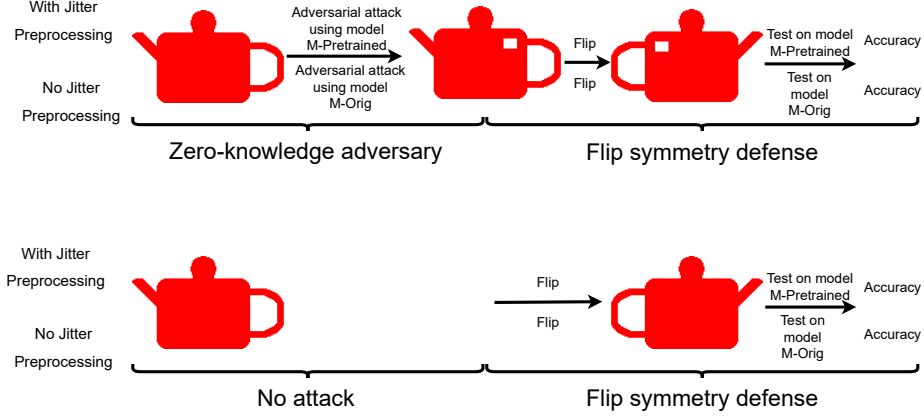 With Jitter
Preprocessing
No Jitter
Preprocessing
Adversarial attack
using model
M-Pretrained
Adversarial attack
using model
M-Orig
Flip
Flip
Test on model
M-Pretrained
Test on
model
M-Orig
Accuracy
Accuracy
Zero-knowledge adversary
Flip symmetry defense
With Jitter
Preprocessing
No Jitter
Preprocessing
Flip
Flip
Test on model
M-Pretrained
Test on
model
M-Orig
Accuracy
Accuracy
No attack
Flip symmetry defense